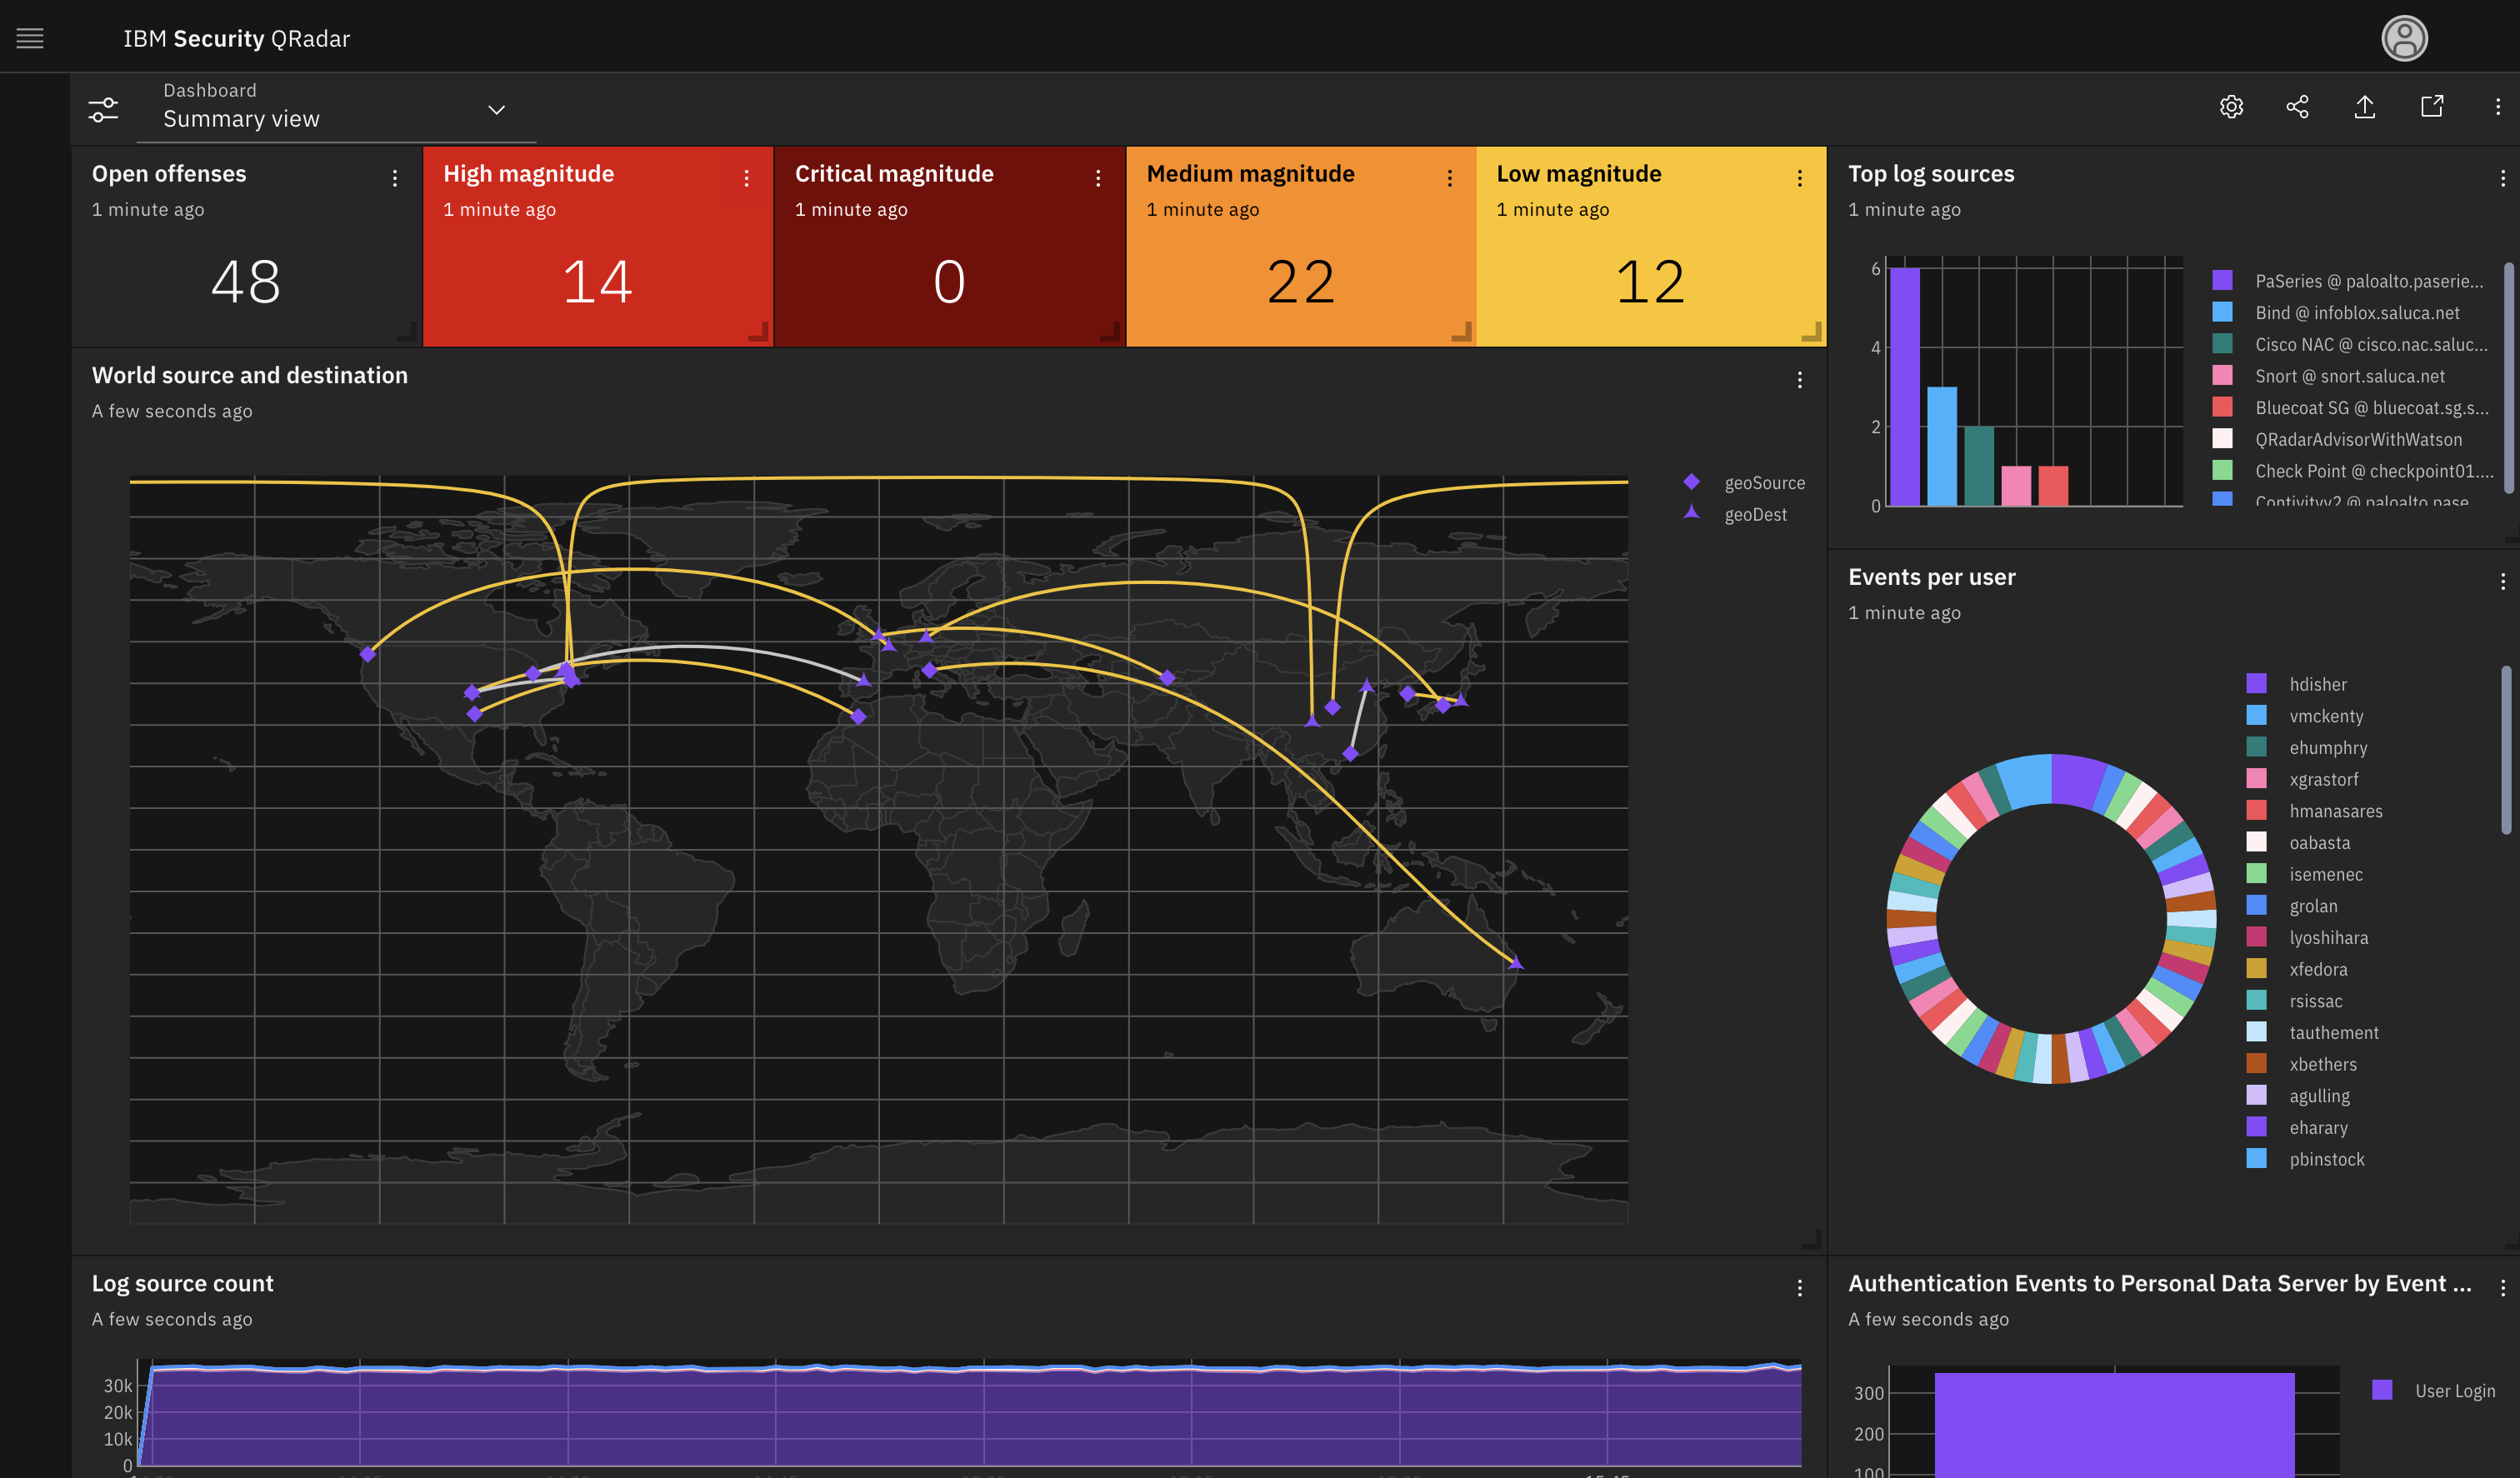 IBM Security QRadar
Dashboard
Summary view
Open offenses
1 minute ago
48
High magnitude
1 minute ago
14
Critical magnitude
1 minute ago
0
Medium magnitude
1 minute ago
22
Low magnitude
1 minute ago
12
Top log sources
1 minute ago
6
4
2
0
PaSeries @ paloalto.paserie...
Bind @ infoblox.saluca.net
Cisco NAC @ cisco.nac.saluc...
Snort @ snort.saluca.net
Bluecoat SG @ bluecoat.sg.s...
QRadarAdvisorWithWatson
Check Point @ checkpoint01....
World source and destination
A few seconds ago
geoSource
geoDest
Events per user
1 minute ago
hdisher
vmckenty
ehumphry
xgrastorf
hmanasares
oabasta
isemenec
grolan
lyoshihara
xfedora
rsissac
tauthement
xbethers
agulling
eharary
pbinstock
Log source count
A few seconds ago
30k
20k
10k
0
Authentication Events to Personal Data Server by Event ...
A few seconds ago
300
200
100
User Login